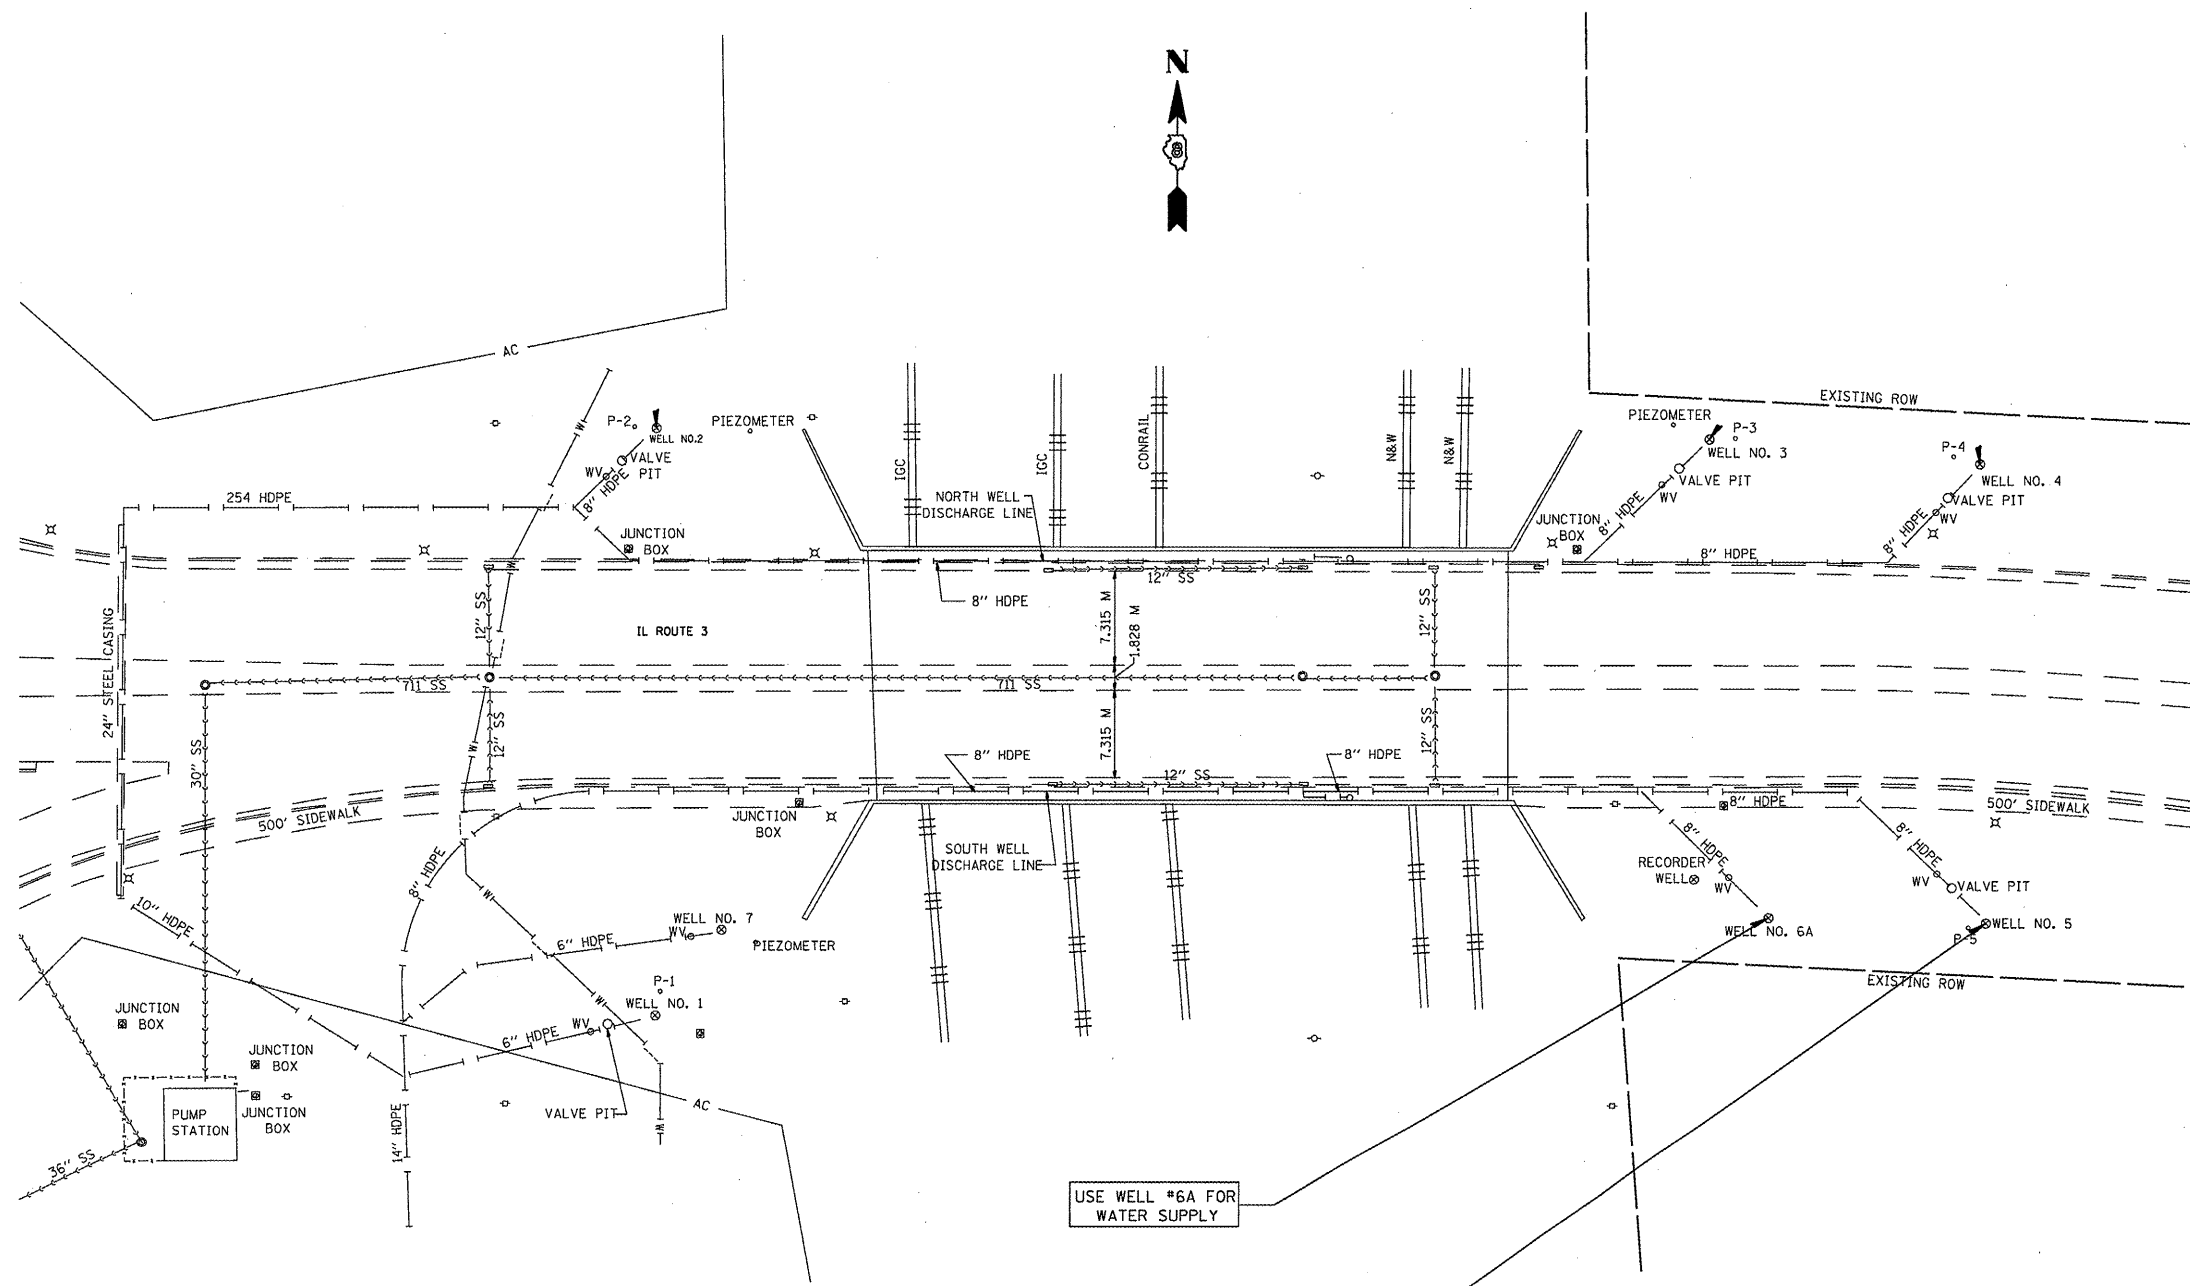 N
AC
EXISTING ROW
P-2
WELL NO.2
PIEZOMETER
VALVE
PIT
WV
8" HDPE
254 HDPE
JUNCTION
BOX
IGC
IGC
CONRAIL
N&W
N&W
NORTH WELL
DISCHARGE LINE
PIEZOMETER
P-3
WELL NO. 3
VALVE PIT
WV
8" HDPE
JUNCTION
BOX
P-4
WELL NO. 4
VALVE PIT
WV
8" HDPE
8" HDPE
12" SS
8" HDPE
24" STEEL CASING
12" SS
W
W
IL ROUTE 3
7.315 M
1.828 M
12" SS
711 SS
711 SS
30" SS
W
12" SS
7.315 M
12" SS
8" HDPE
8" HDPE
12" SS
500' SIDEWALK
JUNCTION
BOX
8" HDPE
500' SIDEWALK
SOUTH WELL
DISCHARGE LINE
8" HDPE
W
10" HDPE
8" HDPE
RECORDER
WELL
WV
WELL NO. 6A
8" HDPE
WV
VALVE PIT
WELL NO. 5
P-5
WELL NO. 7
WV
6" HDPE
PIEZOMETER
P-1
WELL NO. 1
W
WV
6" HDPE
EXISTING ROW
JUNCTION
BOX
JUNCTION
BOX
JUNCTION
BOX
PUMP
STATION
VALVE PIT
AC
W
14" HDPE
36" SS
USE WELL #6A FOR
WATER SUPPLY